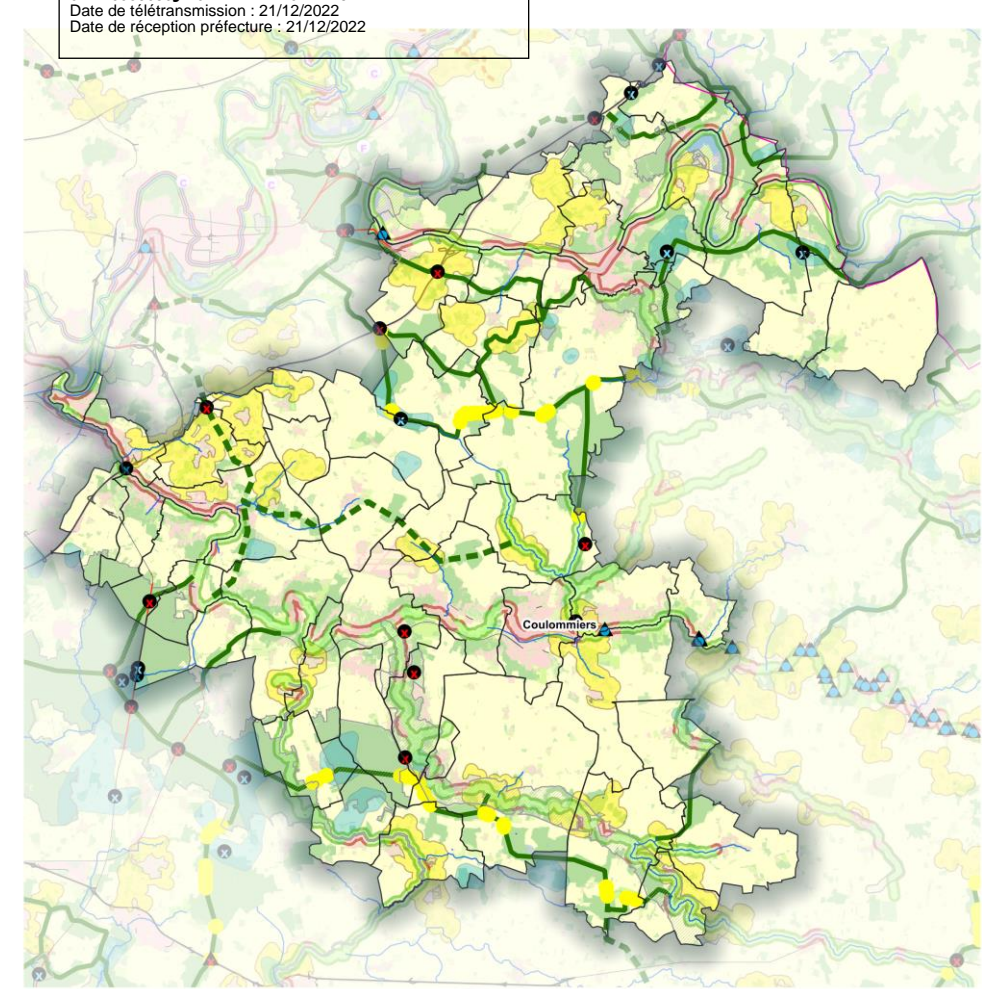 Date de télétransmission : 21/12/2022
Date de réception préfecture : 21/12/2022
C
C
F
C
Coulommiers